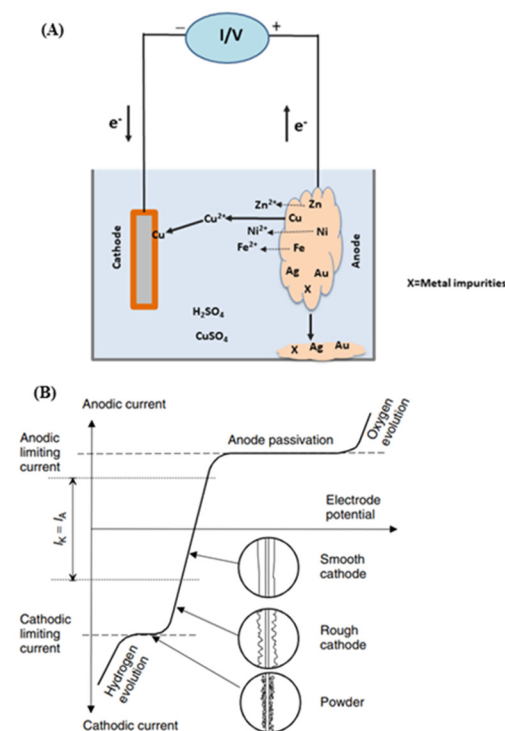 (A)
− I/V +
e-
e-
Cathode
Cu
Cu2+
Zn2+
Zn
Cu
Ni2+
Ni
Fe2+
Fe
Ag
Au
X
Anode
X=Metal impurities
H2SO4
CuSO4
X Ag Au
(B)
Anodic current
Anodic
limiting
current
Anode passivation
Oxygen
evolution
Electrode
potential
IK = IA
Smooth
cathode
Cathodic
limiting
current
Rough
cathode
Hydrogen
evolution
Powder
Cathodic current